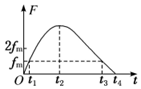 F
2fₘ
fₘ
O t₁ t₂ t₃ t₄ t